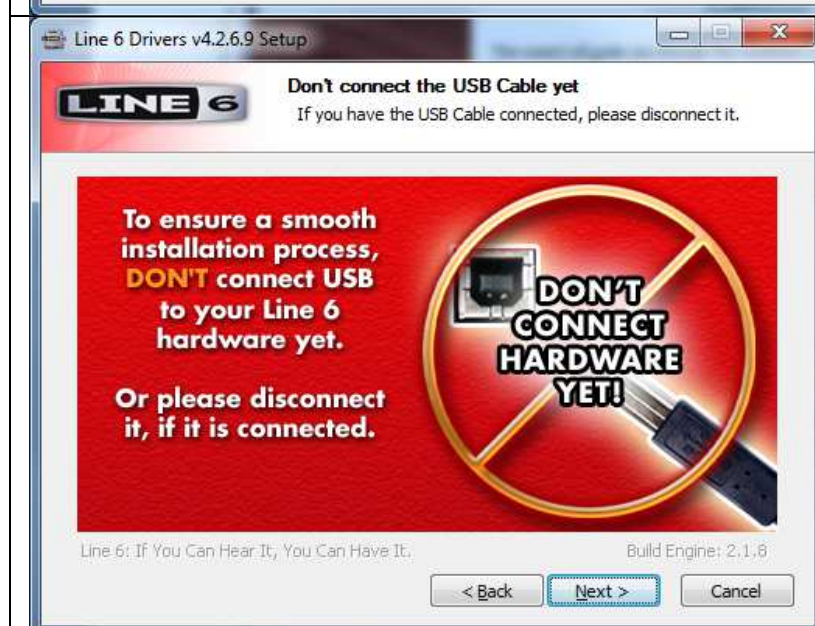 Line 6 Drivers v4.2.6.9 Setup
LINE 6
Don't connect the USB Cable yet
If you have the USB Cable connected, please disconnect it.
To ensure a smooth
installation process,
DON'T connect USB
to your Line 6
hardware yet.
Or please disconnect
it, if it is connected.
DON'T
CONNECT
HARDWARE
YET!
Line 6: If You Can Hear It, You Can Have It.
Build Engine: 2.1.8
< Back
Next >
Cancel